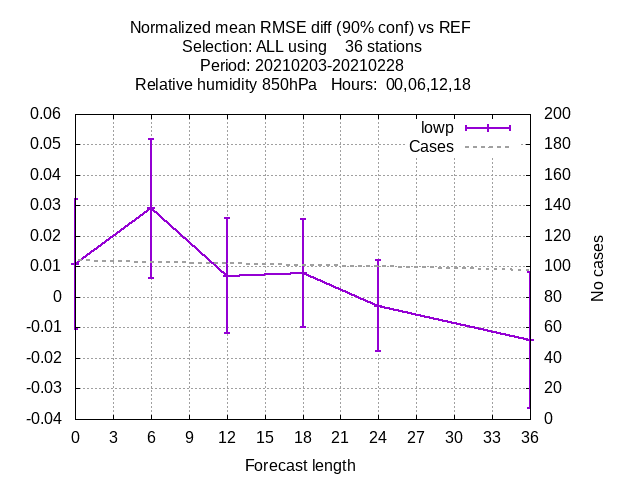 Normalized mean RMSE diff (90% conf) vs REF
Selection: ALL using    36 stations
Period: 20210203-20210228
Relative humidity 850hPa   Hours:  00,06,12,18
lowp
Cases
0.06
0.05
0.04
0.03
0.02
0.01
0
-0.01
-0.02
-0.03
-0.04
200
180
160
140
120
100
80
60
40
20
0
No cases
0 3 6 9 12 15 18 21 24 27 30 33 36
Forecast length